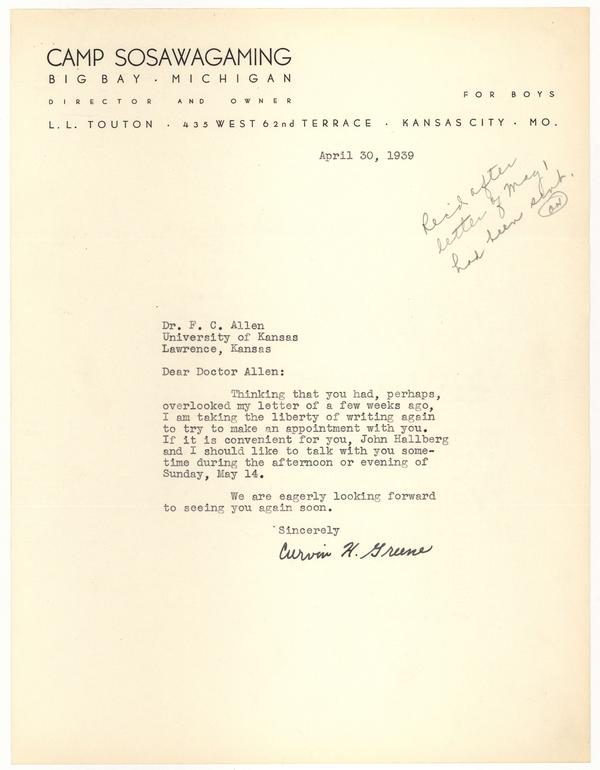 CAMP SOSAWAGAMING
BIG BAY · MICHIGAN
DIRECTOR AND OWNER
FOR BOYS
L. L. TOUTON · 435 WEST 62nd TERRACE · KANSAS CITY · MO.
April 30, 1939
Rec'd after
letter of May 1
had been sent.
Dr. F. C. Allen
University of Kansas
Lawrence, Kansas
Dear Doctor Allen:
Thinking that you had, perhaps,
overlooked my letter of a few weeks ago,
I am taking the liberty of writing again
to try to make an appointment with you.
If it is convenient for you, John Hallberg
and I should like to talk with you some-
time during the afternoon or evening of
Sunday, May 14.
We are eagerly looking forward
to seeing you again soon.
Sincerely
Curvin H. Greene